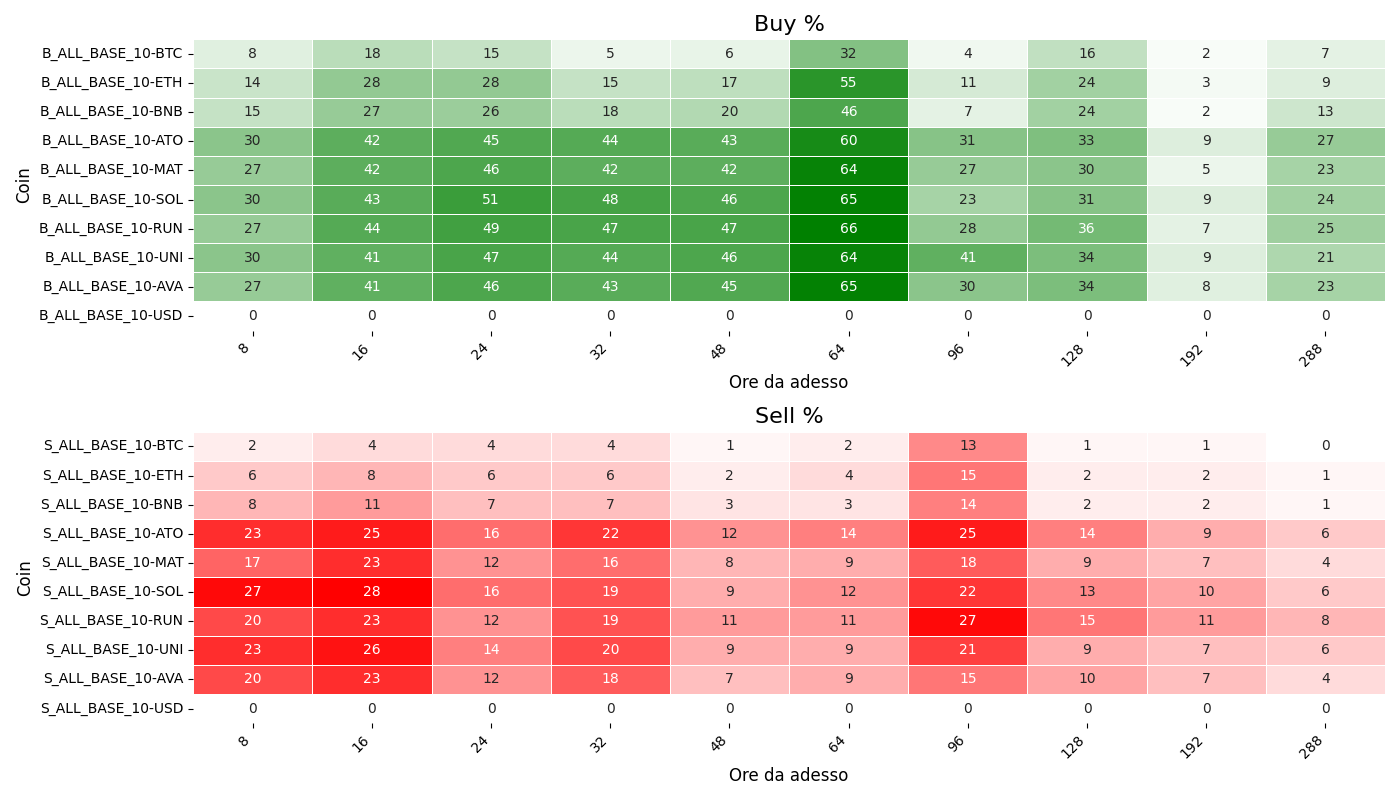 Buy %
Coin
B_ALL_BASE_10-BTC 8 18 15 5 6 32 4 16 2 7
B_ALL_BASE_10-ETH 14 28 28 15 17 55 11 24 3 9
B_ALL_BASE_10-BNB 15 27 26 18 20 46 7 24 2 13
B_ALL_BASE_10-ATO 30 42 45 44 43 60 31 33 9 27
B_ALL_BASE_10-MAT 27 42 46 42 42 64 27 30 5 23
B_ALL_BASE_10-SOL 30 43 51 48 46 65 23 31 9 24
B_ALL_BASE_10-RUN 27 44 49 47 47 66 28 36 7 25
B_ALL_BASE_10-UNI 30 41 47 44 46 64 41 34 9 21
B_ALL_BASE_10-AVA 27 41 46 43 45 65 30 34 8 23
B_ALL_BASE_10-USD 0 0 0 0 0 0 0 0 0 0
8 16 24 32 48 64 96 128 192 288
Ore da adesso
Sell %
Coin
S_ALL_BASE_10-BTC 2 4 4 4 1 2 13 1 1 0
S_ALL_BASE_10-ETH 6 8 6 6 2 4 15 2 2 1
S_ALL_BASE_10-BNB 8 11 7 7 3 3 14 2 2 1
S_ALL_BASE_10-ATO 23 25 16 22 12 14 25 14 9 6
S_ALL_BASE_10-MAT 17 23 12 16 8 9 18 9 7 4
S_ALL_BASE_10-SOL 27 28 16 19 9 12 22 13 10 6
S_ALL_BASE_10-RUN 20 23 12 19 11 11 27 15 11 8
S_ALL_BASE_10-UNI 23 26 14 20 9 9 21 9 7 6
S_ALL_BASE_10-AVA 20 23 12 18 7 9 15 10 7 4
S_ALL_BASE_10-USD 0 0 0 0 0 0 0 0 0 0
8 16 24 32 48 64 96 128 192 288
Ore da adesso